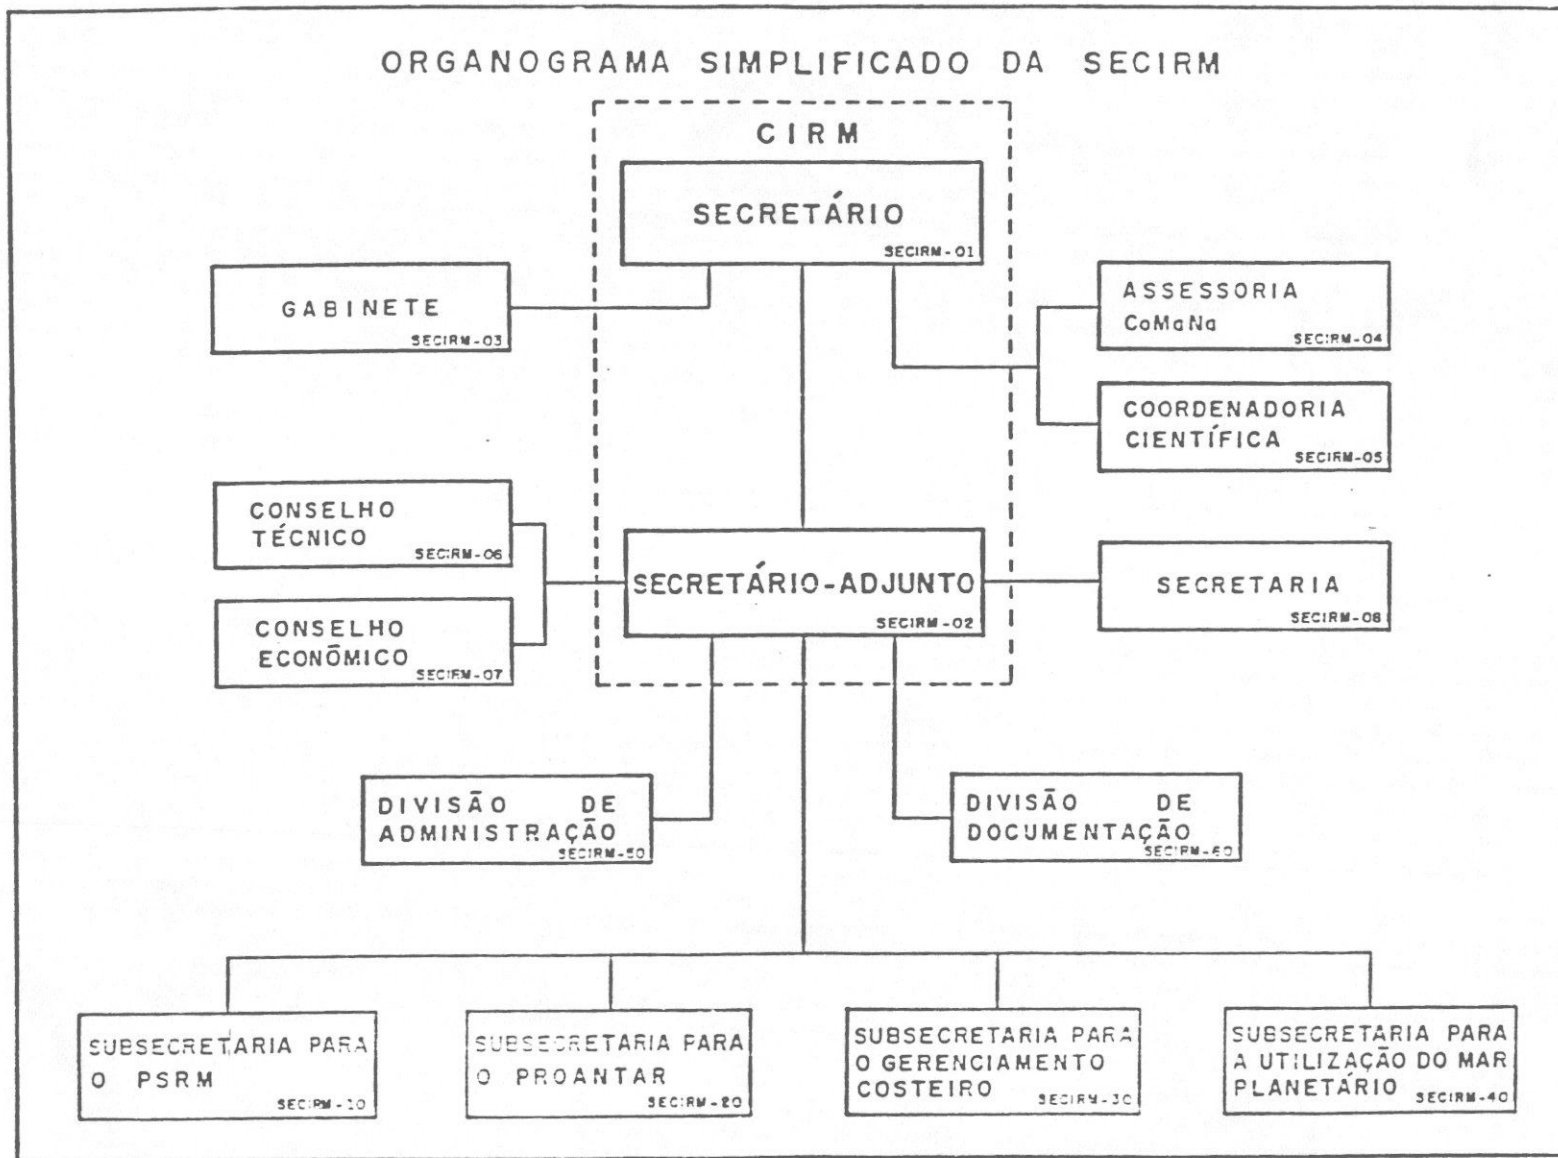 ORGANOGRAMA SIMPLIFICADO DA SECIRM
CIRM
SECRETÁRIO
SECIRM-01
GABINETE
SECIRM-03
ASSESSORIA
CoMaNa
SECIRM-04
COORDENADORIA
CIENTÍFICA
SECIRM-05
CONSELHO
TÉCNICO
SECIRM-06
CONSELHO
ECONÔMICO
SECIRM-07
SECRETÁRIO-ADJUNTO
SECIRM-02
SECRETARIA
SECIRM-08
DIVISÃO DE
ADMINISTRAÇÃO
SECIRM-50
DIVISÃO DE
DOCUMENTAÇÃO
SECIRM-60
SUBSECRETARIA PARA
O PSRM
SECIRM-10
SUBSECRETARIA PARA
O PROANTAR
SECIRM-20
SUBSECRETARIA PARA
O GERENCIAMENTO
COSTEIRO
SECIRM-30
SUBSECRETARIA PARA
A UTILIZAÇÃO DO MAR
PLANETÁRIO
SECIRM-40